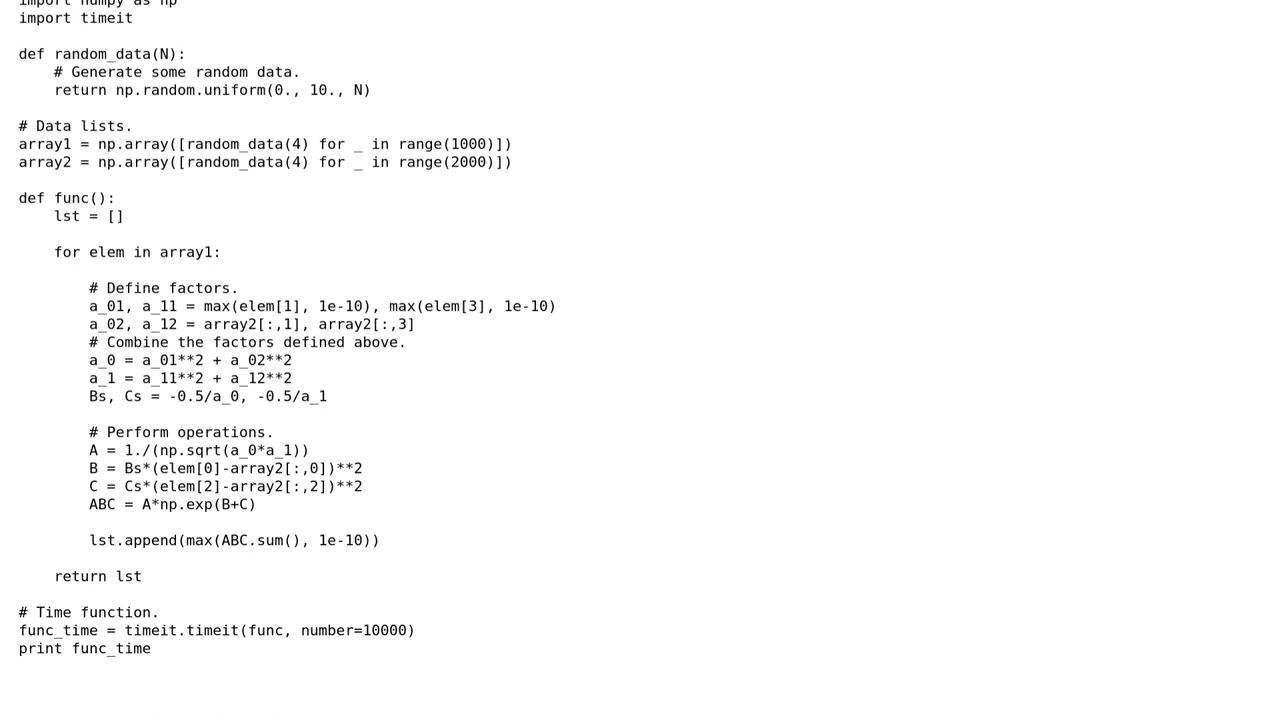 import numpy as np
import timeit
def random_data(N):
    # Generate some random data.
    return np.random.uniform(0., 10., N)
# Data lists.
array1 = np.array([random_data(4) for _ in range(1000)])
array2 = np.array([random_data(4) for _ in range(2000)])
def func():
    lst = []
    for elem in array1:
        # Define factors.
        a_01, a_11 = max(elem[1], 1e-10), max(elem[3], 1e-10)
        a_02, a_12 = array2[:,1], array2[:,3]
        # Combine the factors defined above.
        a_0 = a_01**2 + a_02**2
        a_1 = a_11**2 + a_12**2
        Bs, Cs = -0.5/a_0, -0.5/a_1
        # Perform operations.
        A = 1./(np.sqrt(a_0*a_1))
        B = Bs*(elem[0]-array2[:,0])**2
        C = Cs*(elem[2]-array2[:,2])**2
        ABC = A*np.exp(B+C)
        lst.append(max(ABC.sum(), 1e-10))
    return lst
# Time function.
func_time = timeit.timeit(func, number=10000)
print func_time